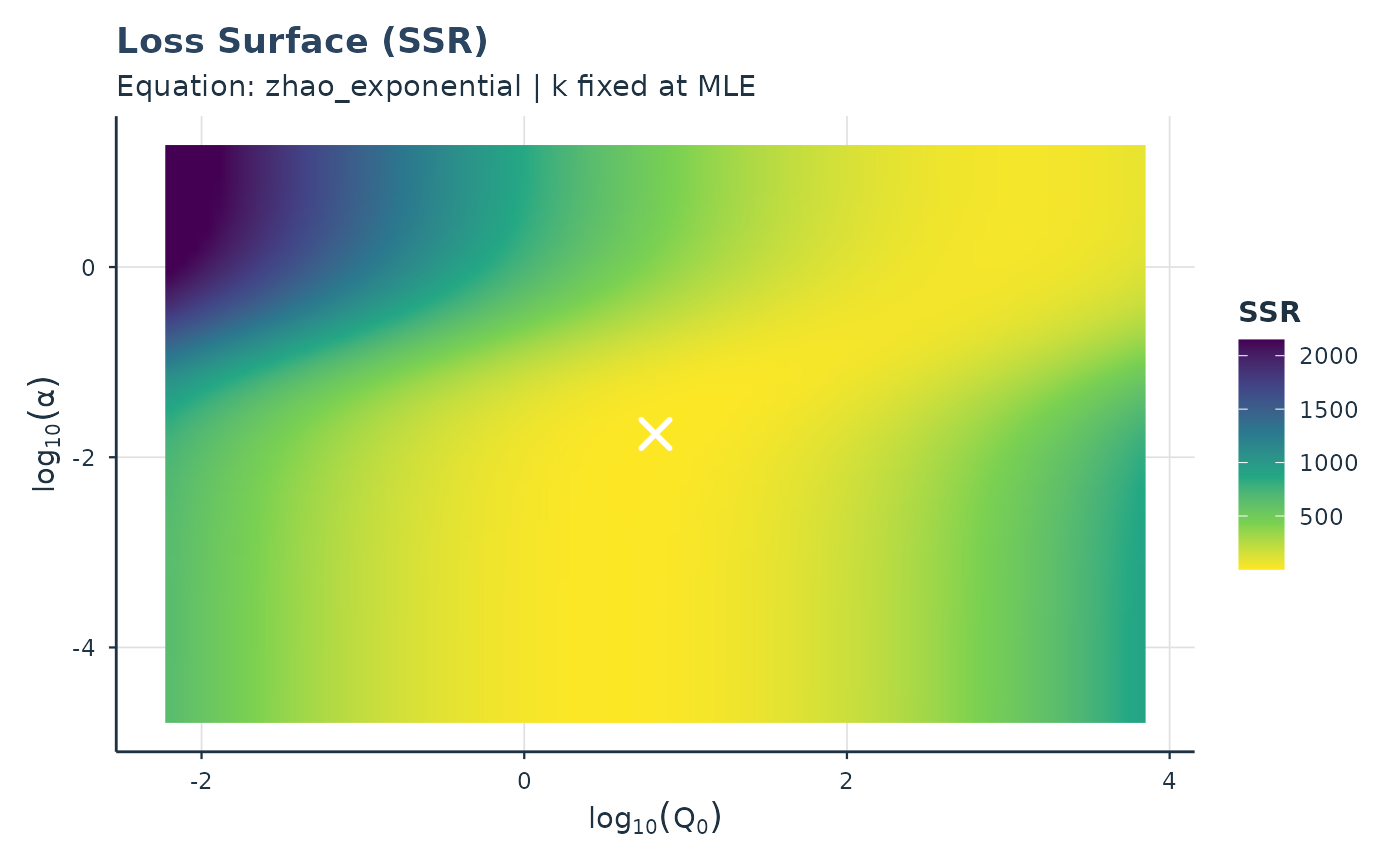 Loss Surface (SSR)
Equation: zhao_exponential | k fixed at MLE
log₁₀(α)
0
-2
-4
-2
0
2
4
log₁₀(Q₀)
SSR
2000
1500
1000
500